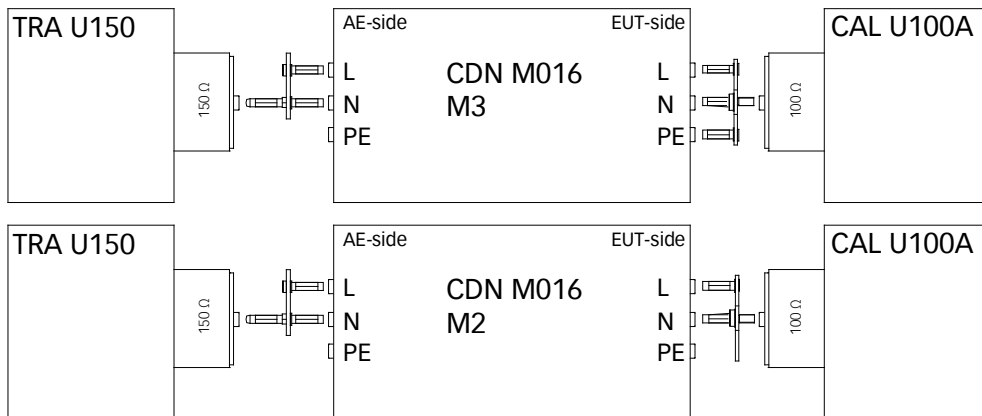 TRA U150 AE-side EUT-side CAL U100A
150 Ω L CDN M016 L 100 Ω
N M3 N
PE PE
TRA U150 AE-side EUT-side CAL U100A
150 Ω L CDN M016 L 100 Ω
N M2 N
PE PE